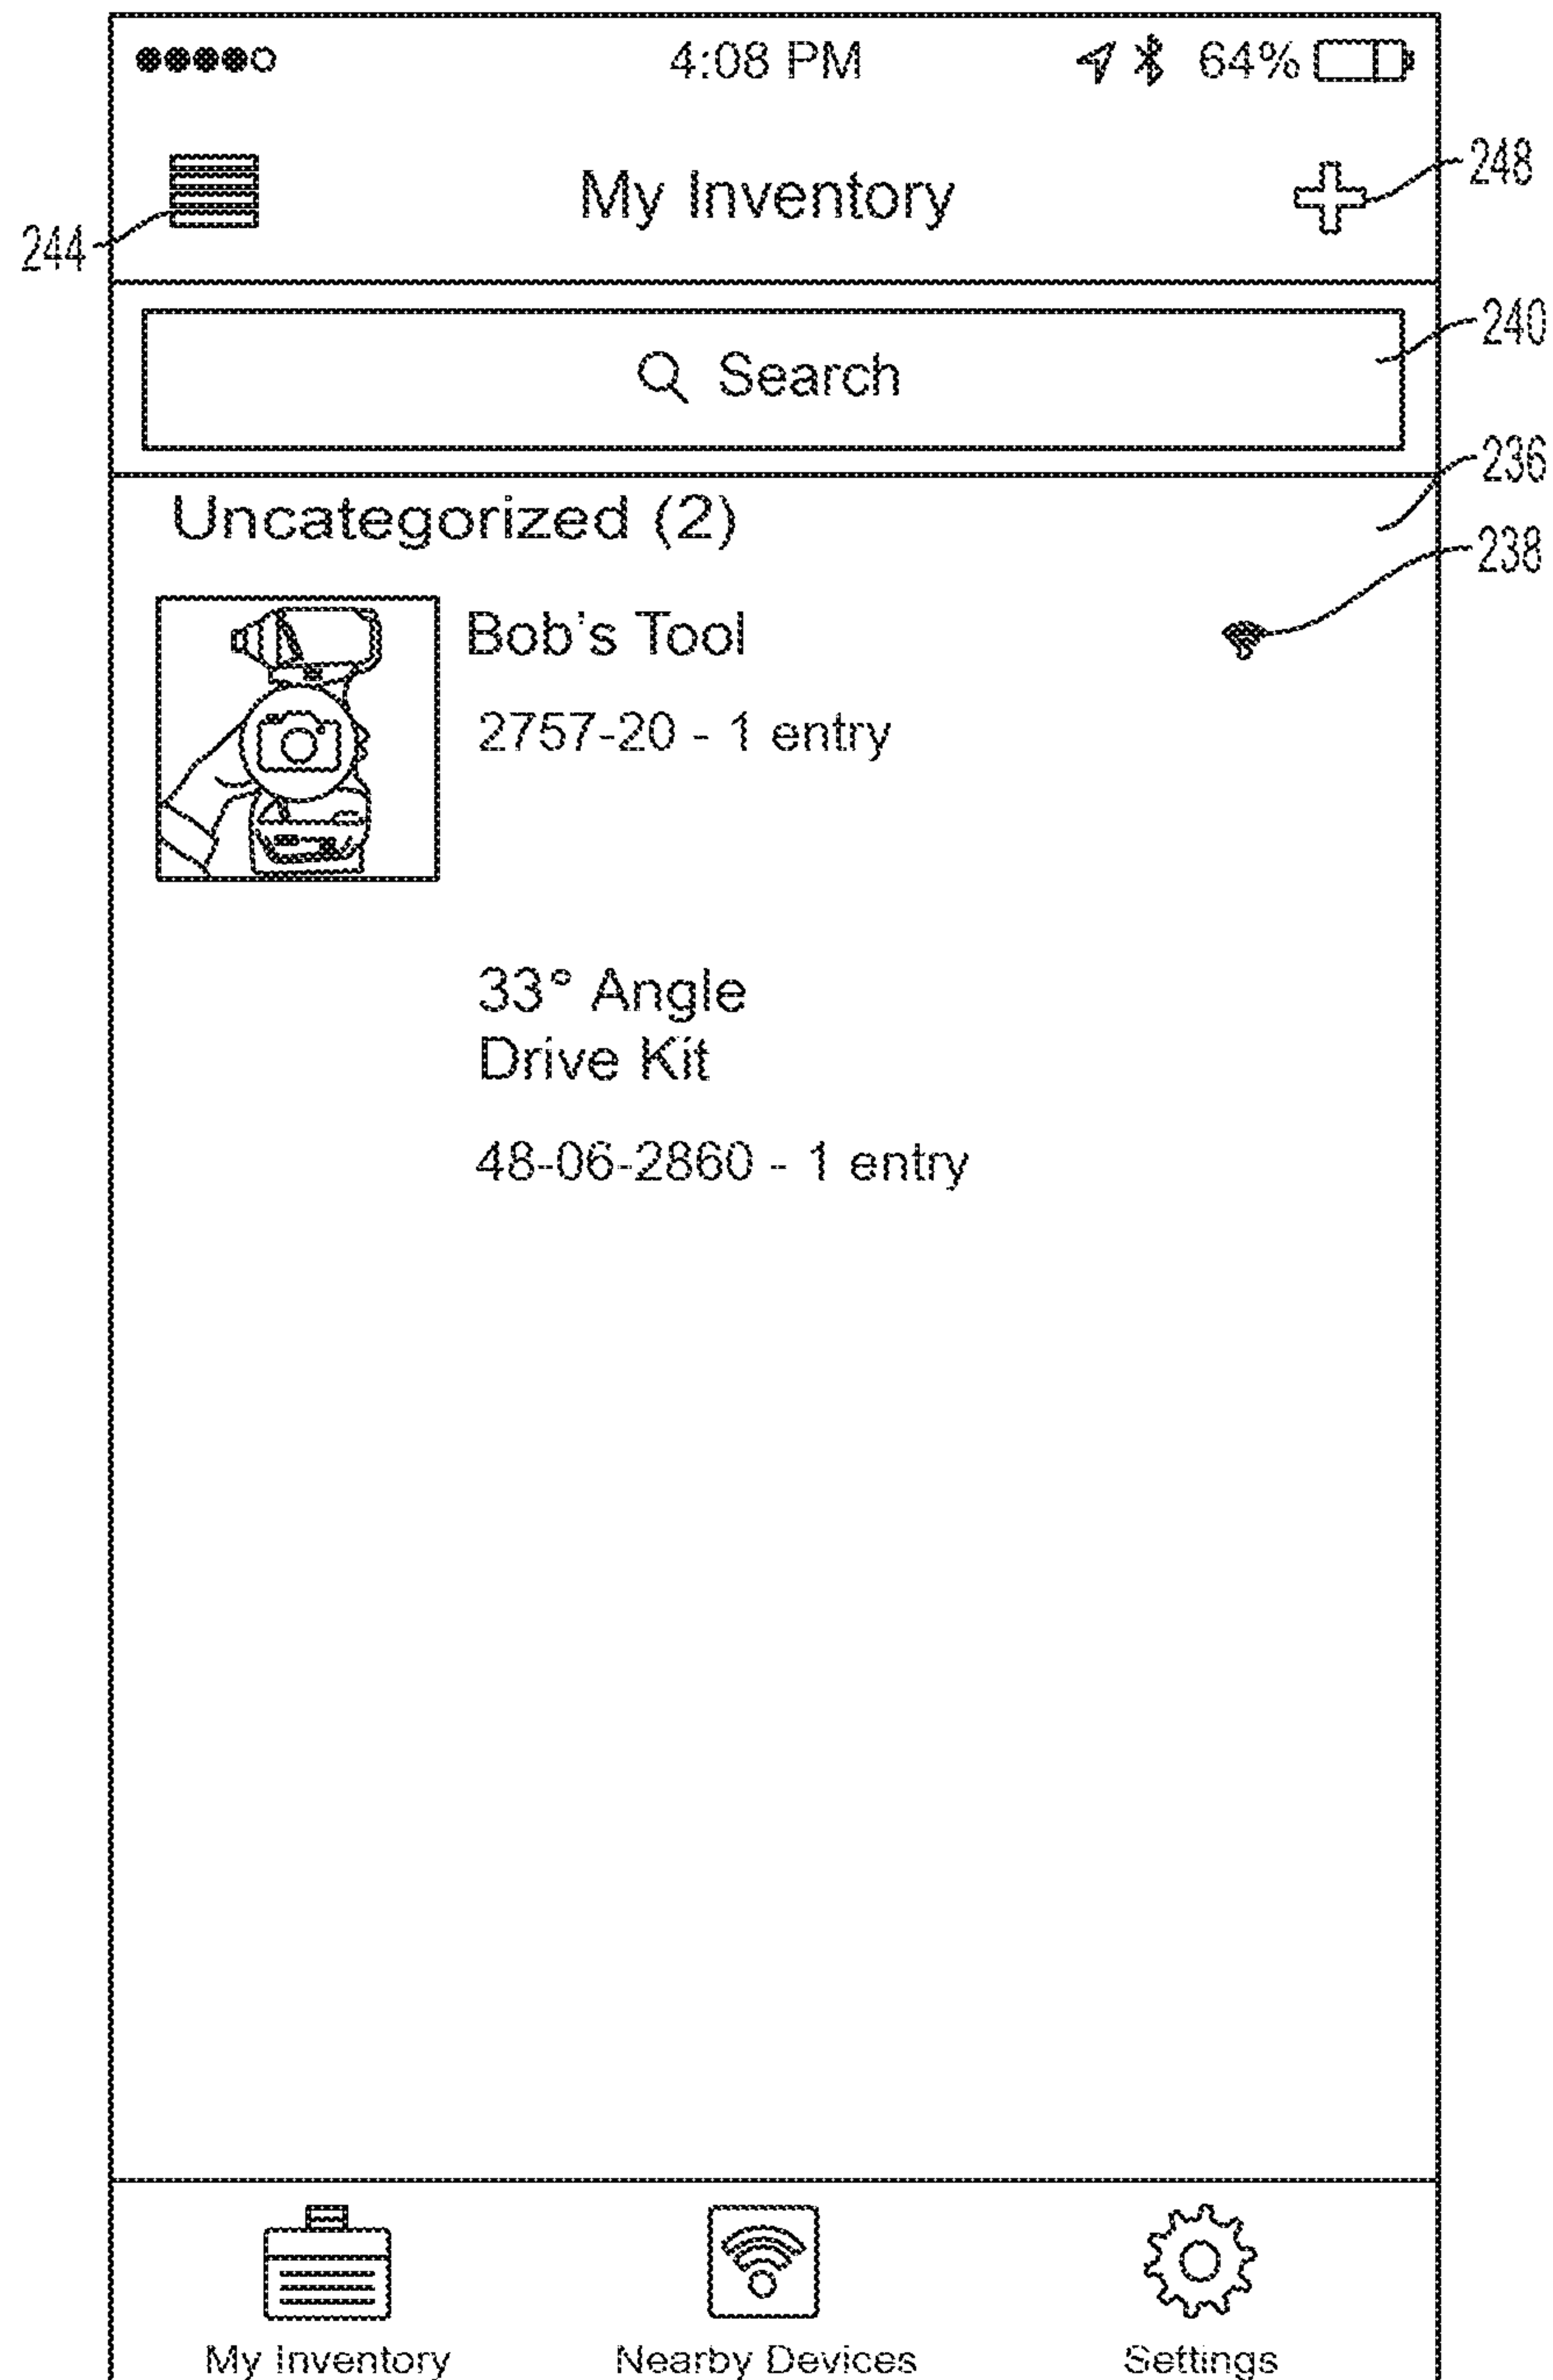 4:08 PM 64%
My Inventory
248
244
240
Search
236
Uncategorized (2)
238
Bob's Tool
2757-20 - 1 entry
33° Angle
Drive Kit
48-06-2860 - 1 entry
My Inventory Nearby Devices Settings